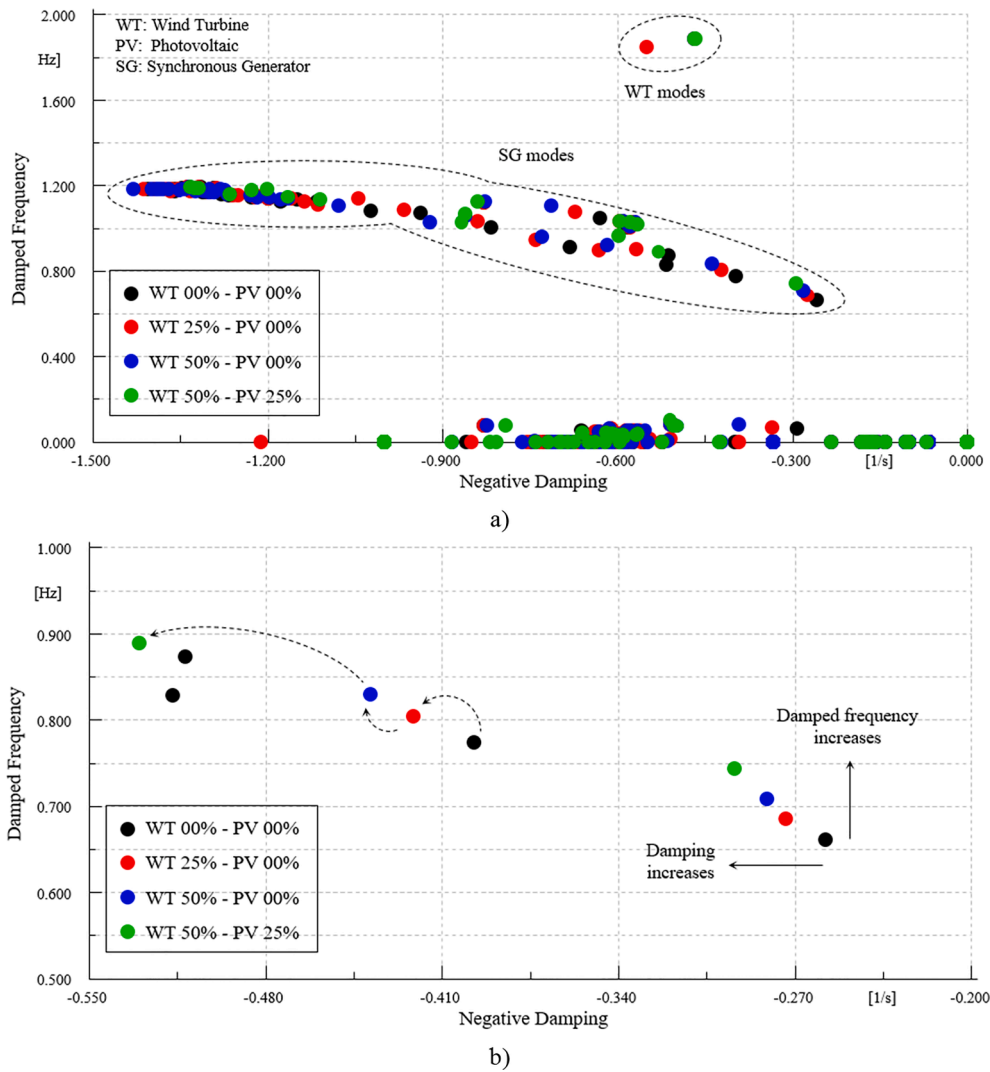 2.000
WT: Wind Turbine
Hz]
PV: Photovoltaic
SG: Synchronous Generator
WT modes
1.600
SG modes
1.200
0.800
WT 00% - PV 00%
WT 25% - PV 00%
0.400
WT 50% - PV 00%
WT 50% - PV 25%
0.000
Damped Frequency
-1.500 -1.200 -0.900 -0.600 -0.300 [1/s] 0.000
Negative Damping
a)
1.000
[Hz]
0.900
0.800
Damped frequency
increases
0.700
WT 00% - PV 00%
WT 25% - PV 00%
Damping
increases
0.600
WT 50% - PV 00%
WT 50% - PV 25%
0.500
Damped Frequency
-0.550 -0.480 -0.410 -0.340 -0.270 [1/s] -0.200
Negative Damping
b)